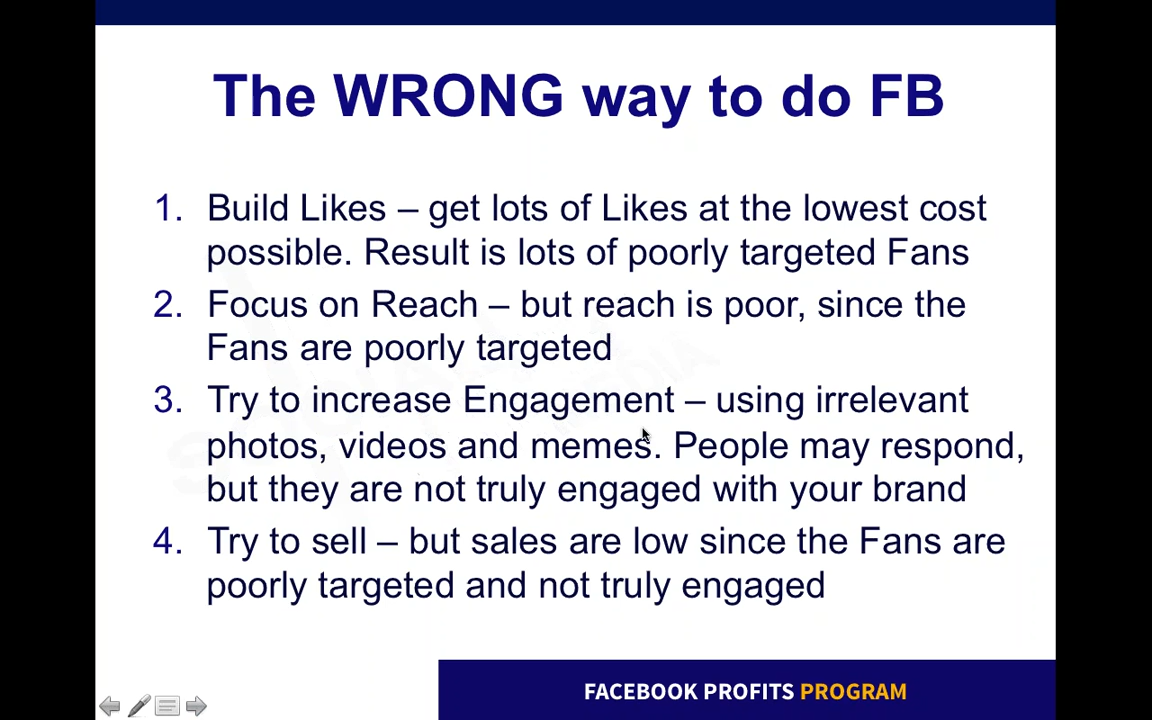 The WRONG way to do FB
1. Build Likes – get lots of Likes at the lowest cost
possible. Result is lots of poorly targeted Fans
2. Focus on Reach – but reach is poor, since the
Fans are poorly targeted
3. Try to increase Engagement – using irrelevant
photos, videos and memes. People may respond,
but they are not truly engaged with your brand
4. Try to sell – but sales are low since the Fans are
poorly targeted and not truly engaged
FACEBOOK PROFITS PROGRAM